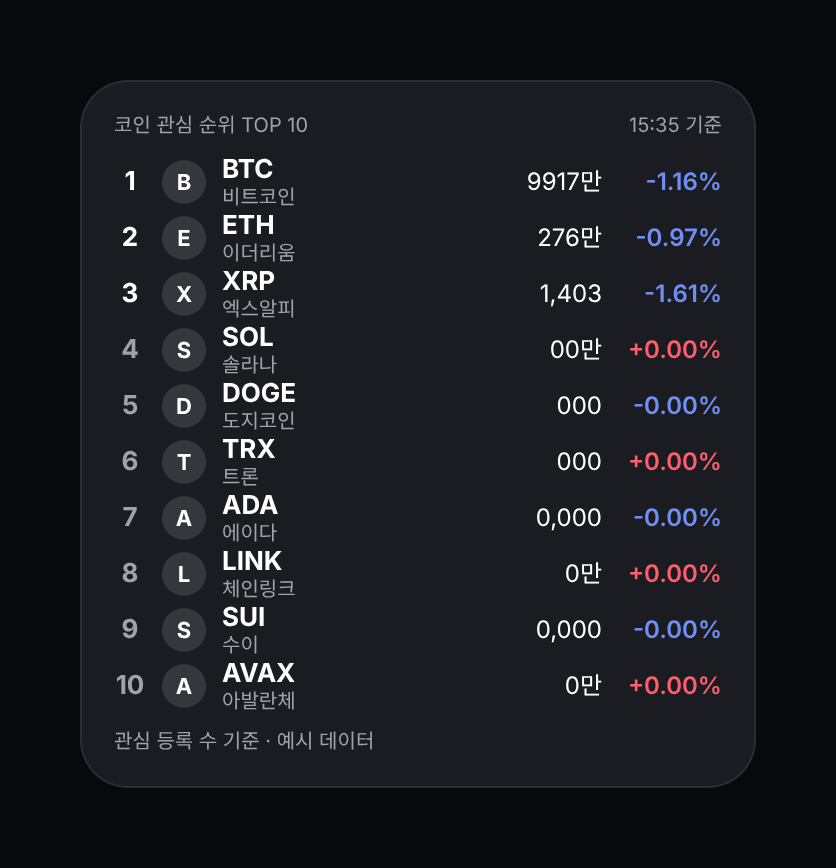 코인 관심 순위 TOP 10 15:35 기준
1 B BTC 9917만 -1.16%
비트코인
2 E ETH 276만 -0.97%
이더리움
3 X XRP 1,403 -1.61%
엑스알피
4 S SOL 00만 +0.00%
솔라나
5 D DOGE 000 -0.00%
도지코인
6 T TRX 000 +0.00%
트론
7 A ADA 0,000 -0.00%
에이다
8 L LINK 0만 +0.00%
체인링크
9 S SUI 0,000 -0.00%
수이
10 A AVAX 0만 +0.00%
아발란체
관심 등록 수 기준 · 예시 데이터